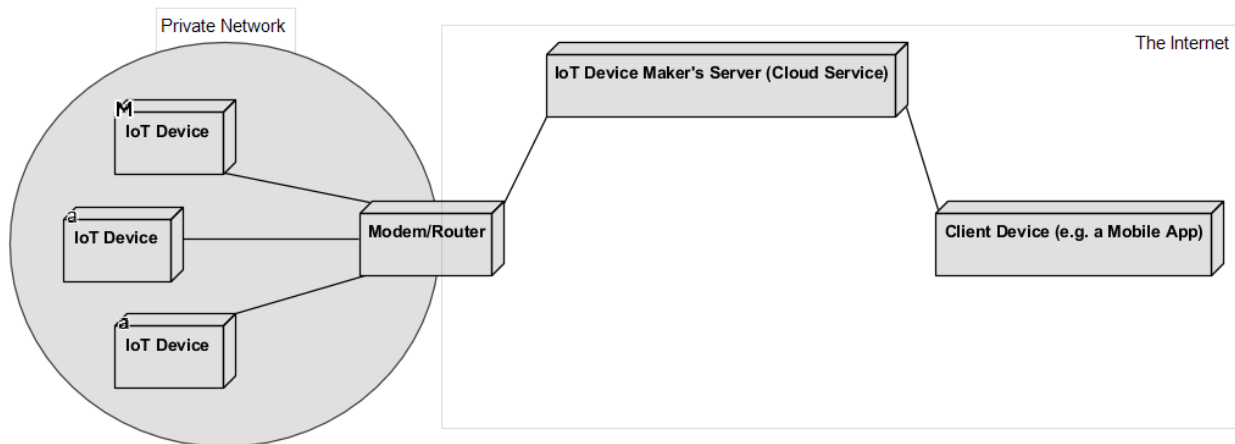 Private Network
The Internet
IoT Device Maker's Server (Cloud Service)
M
IoT Device
a
IoT Device
Modem/Router
Client Device (e.g. a Mobile App)
a
IoT Device